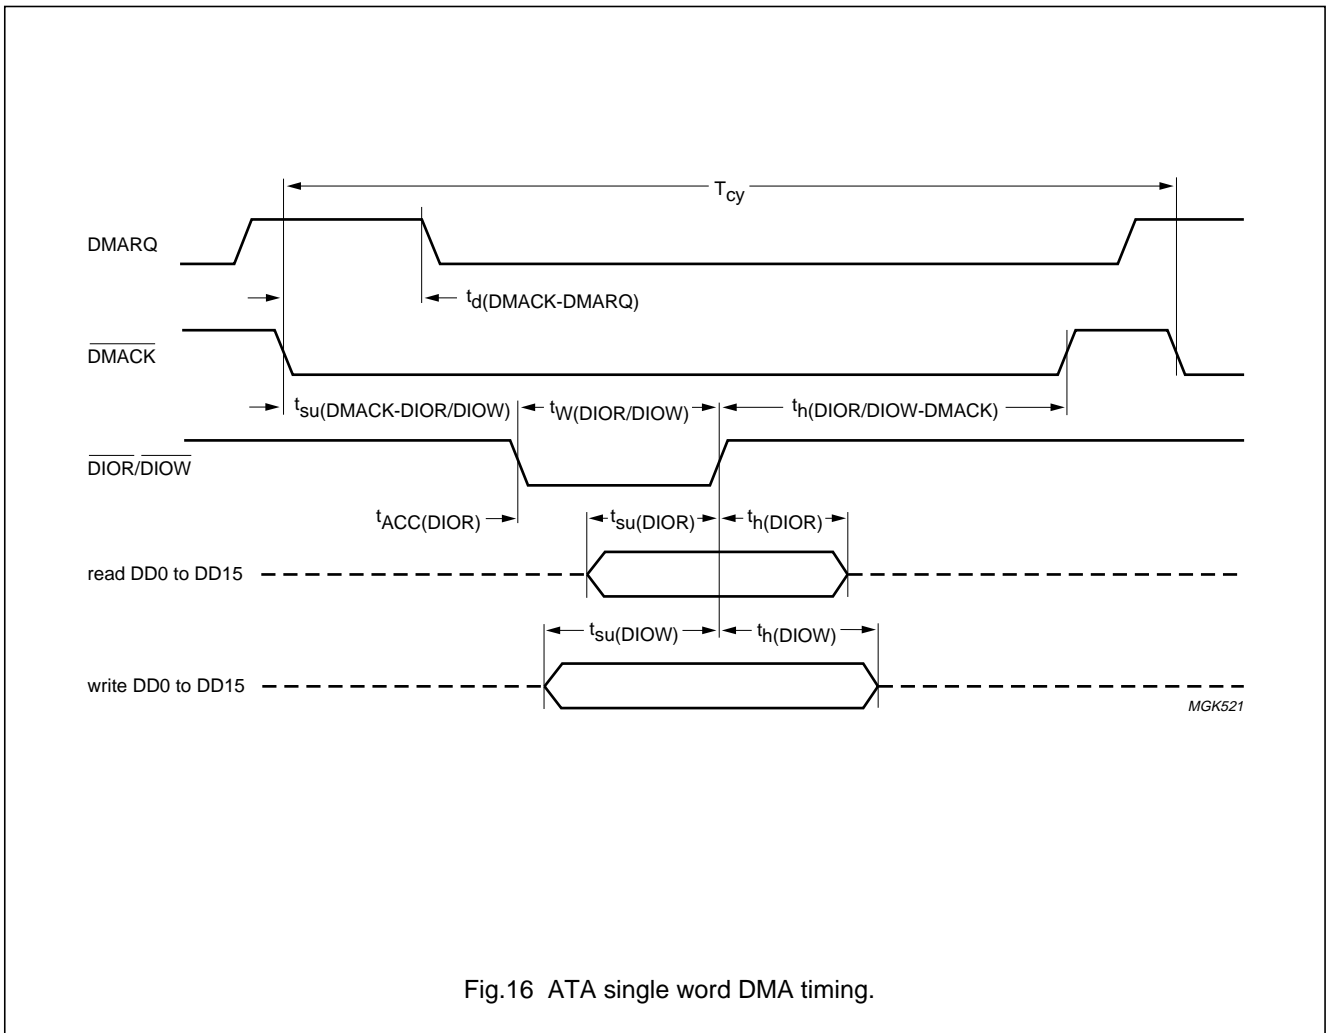 Tcy
DMARQ
td(DMACK-DMARQ)
DMACK
tsu(DMACK-DIOR/DIOW) tW(DIOR/DIOW) th(DIOR/DIOW-DMACK)
DIOR/DIOW
tACC(DIOR) tsu(DIOR) th(DIOR)
read DD0 to DD15
tsu(DIOW) th(DIOW)
write DD0 to DD15
MGK521
Fig.16 ATA single word DMA timing.